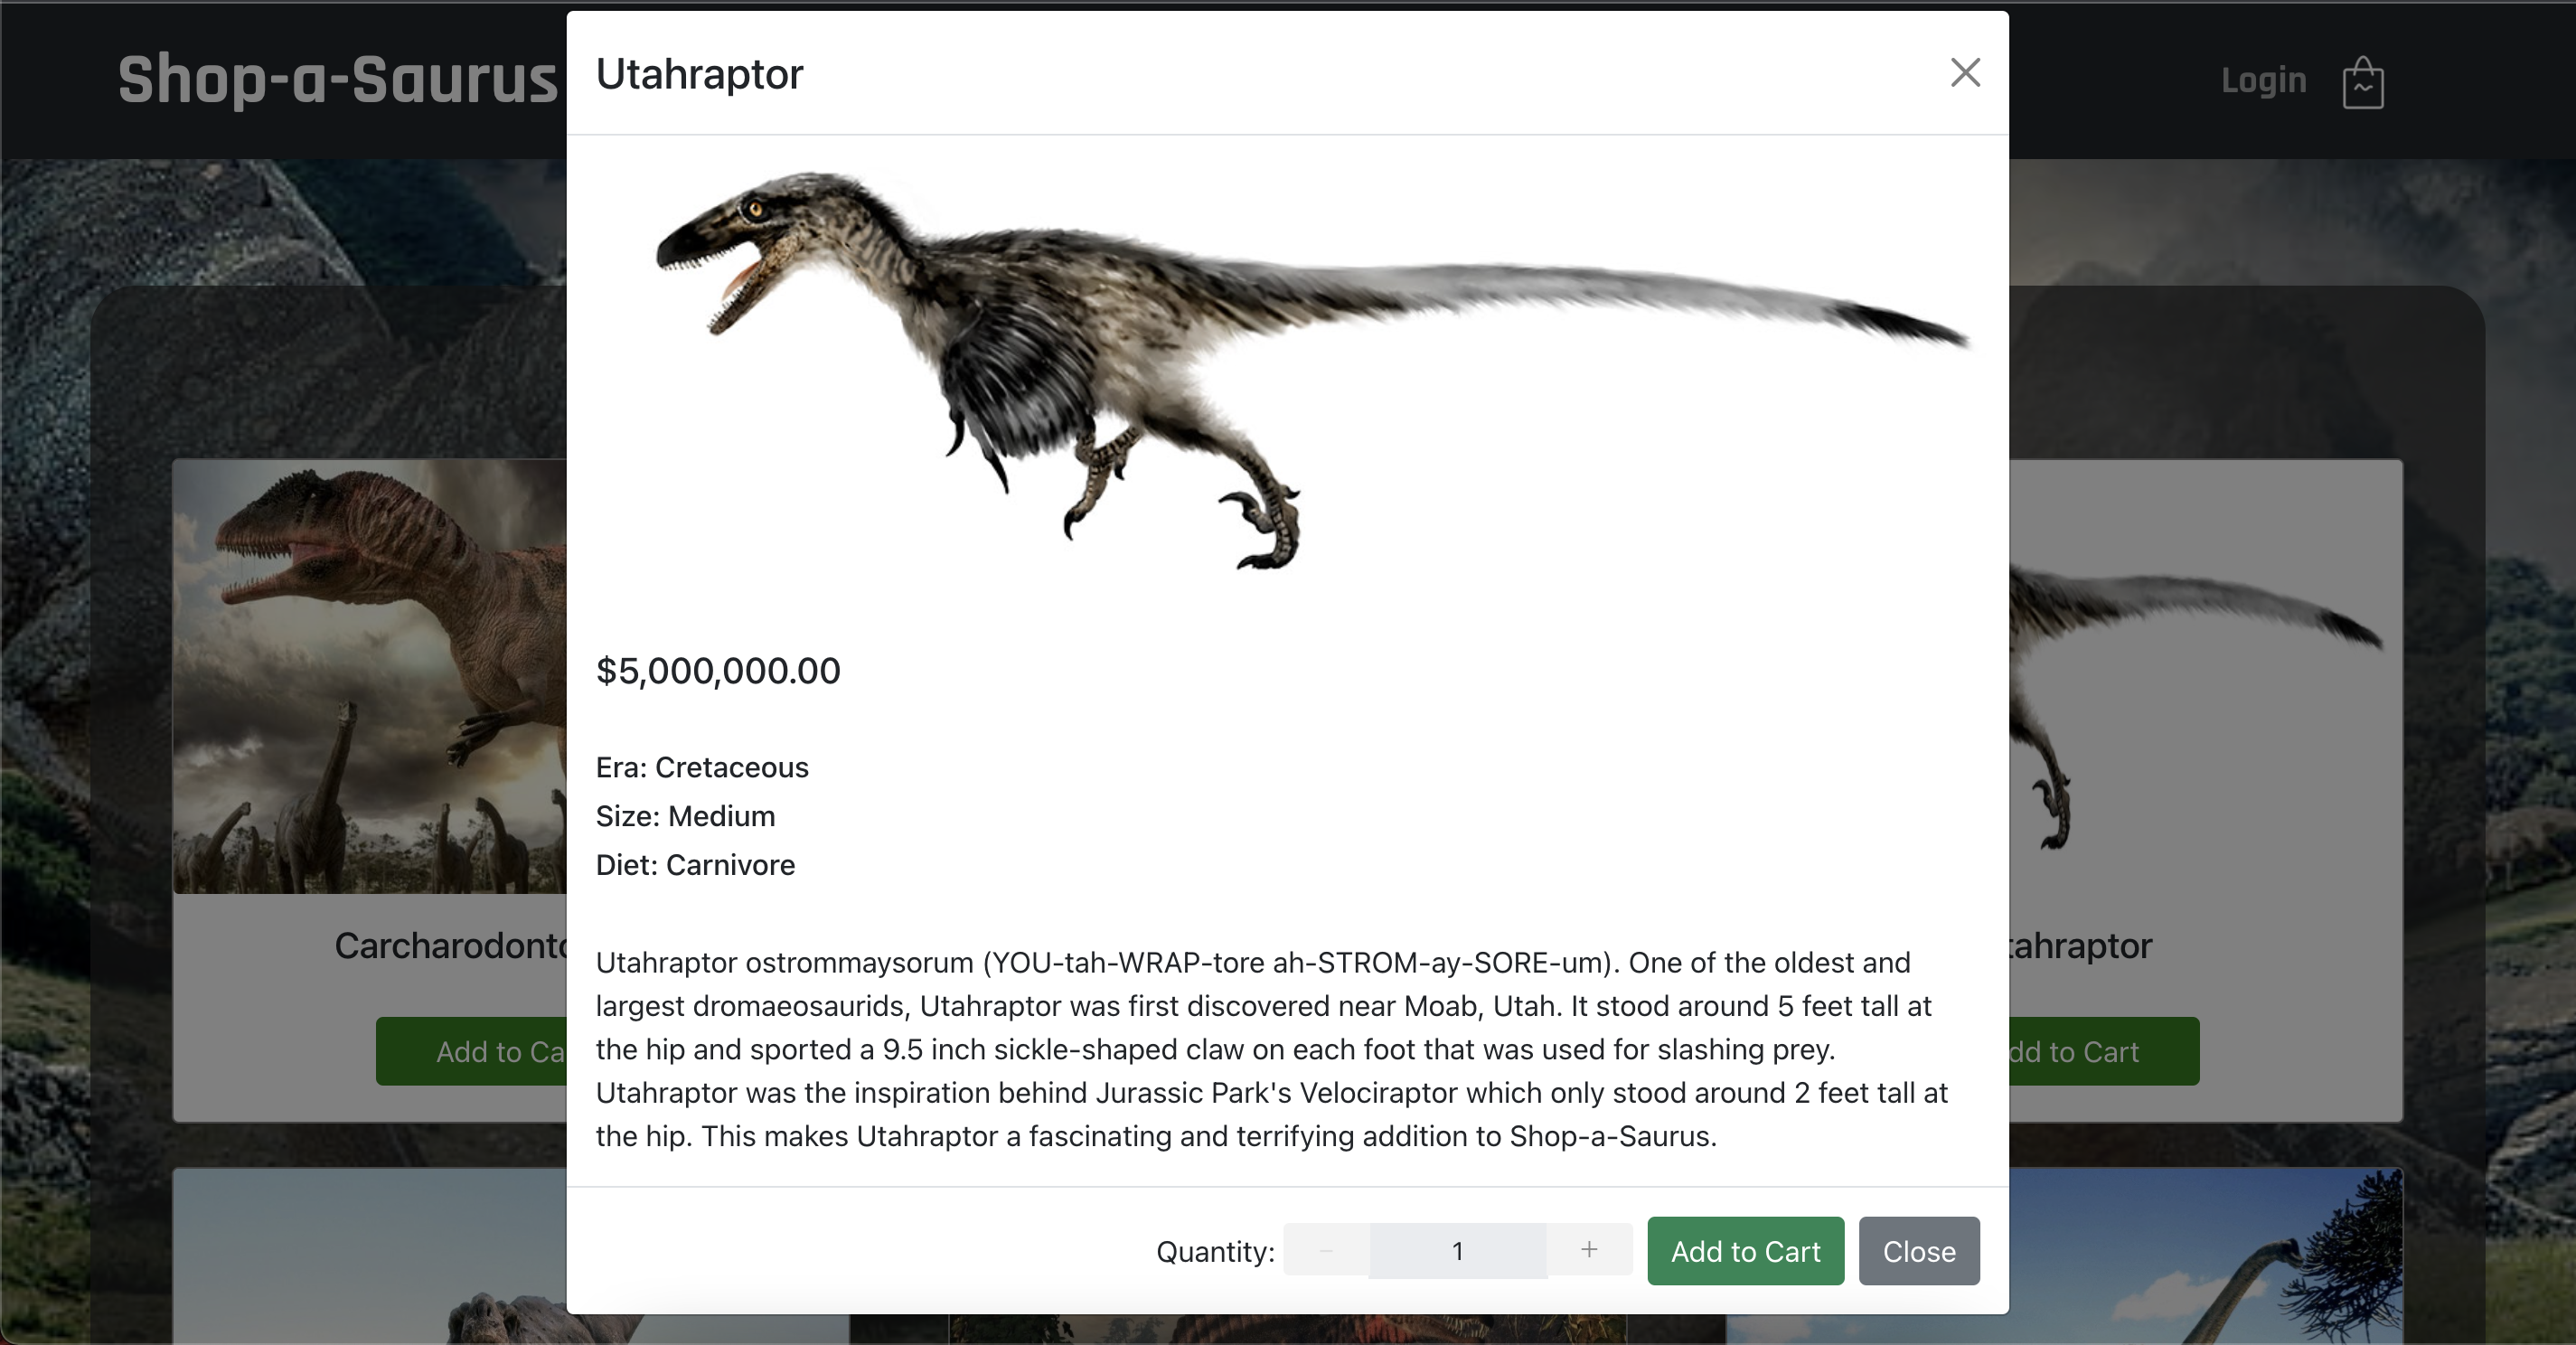 Shop-a-Saurus
Login
Utahraptor
$5,000,000.00
Era: Cretaceous
Size: Medium
Diet: Carnivore
Utahraptor ostrommaysorum (YOU-tah-WRAP-tore ah-STROM-ay-SORE-um). One of the oldest and
largest dromaeosaurids, Utahraptor was first discovered near Moab, Utah. It stood around 5 feet tall at
the hip and sported a 9.5 inch sickle-shaped claw on each foot that was used for slashing prey.
Utahraptor was the inspiration behind Jurassic Park's Velociraptor which only stood around 2 feet tall at
the hip. This makes Utahraptor a fascinating and terrifying addition to Shop-a-Saurus.
Quantity: − 1 +
Add to Cart
Close
Carcharodonto
Add to Ca
tahraptor
dd to Cart